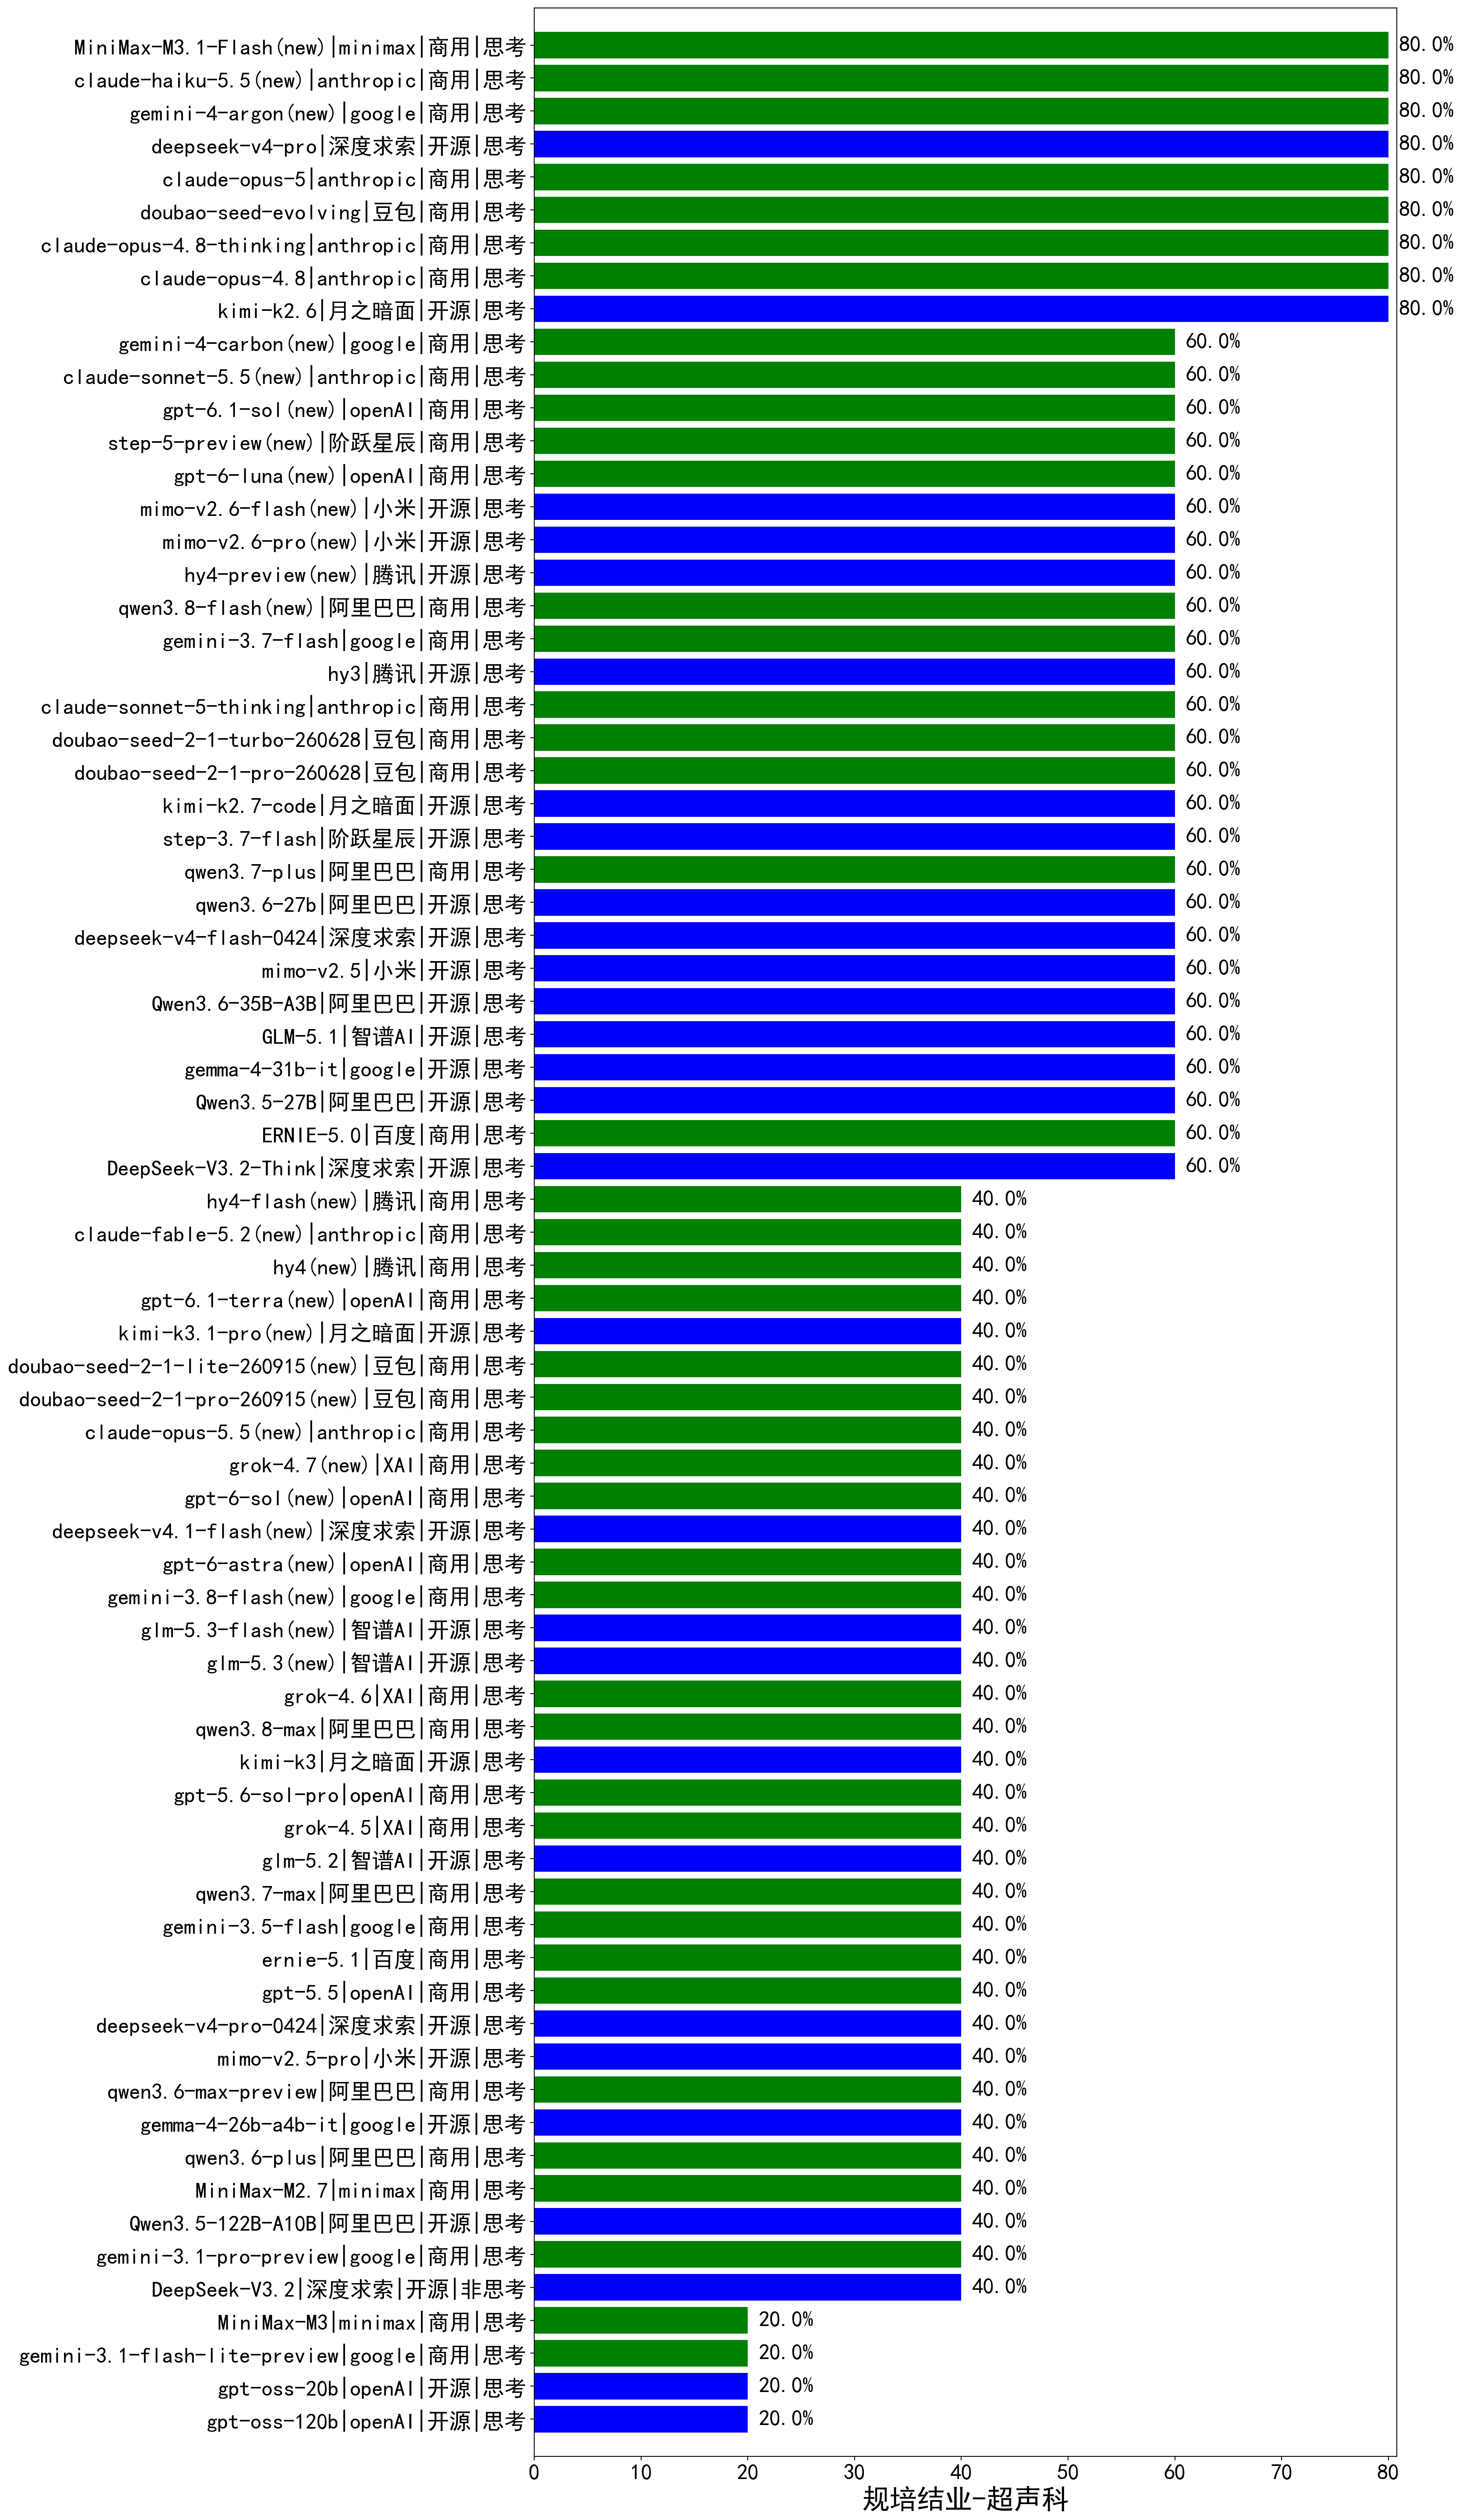 MiniMax-M3.1-Flash(new)|minimax|商用|思考 80.0%
claude-haiku-5.5(new)|anthropic|商用|思考 80.0%
gemini-4-argon(new)|google|商用|思考 80.0%
deepseek-v4-pro|深度求索|开源|思考 80.0%
claude-opus-5|anthropic|商用|思考 80.0%
doubao-seed-evolving|豆包|商用|思考 80.0%
claude-opus-4.8-thinking|anthropic|商用|思考 80.0%
claude-opus-4.8|anthropic|商用|思考 80.0%
kimi-k2.6|月之暗面|开源|思考 80.0%
gemini-4-carbon(new)|google|商用|思考 60.0%
claude-sonnet-5.5(new)|anthropic|商用|思考 60.0%
gpt-6.1-sol(new)|openAI|商用|思考 60.0%
step-5-preview(new)|阶跃星辰|商用|思考 60.0%
gpt-6-luna(new)|openAI|商用|思考 60.0%
mimo-v2.6-flash(new)|小米|开源|思考 60.0%
mimo-v2.6-pro(new)|小米|开源|思考 60.0%
hy4-preview(new)|腾讯|开源|思考 60.0%
qwen3.8-flash(new)|阿里巴巴|商用|思考 60.0%
gemini-3.7-flash|google|商用|思考 60.0%
hy3|腾讯|开源|思考 60.0%
claude-sonnet-5-thinking|anthropic|商用|思考 60.0%
doubao-seed-2-1-turbo-260628|豆包|商用|思考 60.0%
doubao-seed-2-1-pro-260628|豆包|商用|思考 60.0%
kimi-k2.7-code|月之暗面|开源|思考 60.0%
step-3.7-flash|阶跃星辰|开源|思考 60.0%
qwen3.7-plus|阿里巴巴|商用|思考 60.0%
qwen3.6-27b|阿里巴巴|开源|思考 60.0%
deepseek-v4-flash-0424|深度求索|开源|思考 60.0%
mimo-v2.5|小米|开源|思考 60.0%
Qwen3.6-35B-A3B|阿里巴巴|开源|思考 60.0%
GLM-5.1|智谱AI|开源|思考 60.0%
gemma-4-31b-it|google|开源|思考 60.0%
Qwen3.5-27B|阿里巴巴|开源|思考 60.0%
ERNIE-5.0|百度|商用|思考 60.0%
DeepSeek-V3.2-Think|深度求索|开源|思考 60.0%
hy4-flash(new)|腾讯|商用|思考 40.0%
claude-fable-5.2(new)|anthropic|商用|思考 40.0%
hy4(new)|腾讯|商用|思考 40.0%
gpt-6.1-terra(new)|openAI|商用|思考 40.0%
kimi-k3.1-pro(new)|月之暗面|开源|思考 40.0%
doubao-seed-2-1-lite-260915(new)|豆包|商用|思考 40.0%
doubao-seed-2-1-pro-260915(new)|豆包|商用|思考 40.0%
claude-opus-5.5(new)|anthropic|商用|思考 40.0%
grok-4.7(new)|XAI|商用|思考 40.0%
gpt-6-sol(new)|openAI|商用|思考 40.0%
deepseek-v4.1-flash(new)|深度求索|开源|思考 40.0%
gpt-6-astra(new)|openAI|商用|思考 40.0%
gemini-3.8-flash(new)|google|商用|思考 40.0%
glm-5.3-flash(new)|智谱AI|开源|思考 40.0%
glm-5.3(new)|智谱AI|开源|思考 40.0%
grok-4.6|XAI|商用|思考 40.0%
qwen3.8-max|阿里巴巴|商用|思考 40.0%
kimi-k3|月之暗面|开源|思考 40.0%
gpt-5.6-sol-pro|openAI|商用|思考 40.0%
grok-4.5|XAI|商用|思考 40.0%
glm-5.2|智谱AI|开源|思考 40.0%
qwen3.7-max|阿里巴巴|商用|思考 40.0%
gemini-3.5-flash|google|商用|思考 40.0%
ernie-5.1|百度|商用|思考 40.0%
gpt-5.5|openAI|商用|思考 40.0%
deepseek-v4-pro-0424|深度求索|开源|思考 40.0%
mimo-v2.5-pro|小米|开源|思考 40.0%
qwen3.6-max-preview|阿里巴巴|商用|思考 40.0%
gemma-4-26b-a4b-it|google|开源|思考 40.0%
qwen3.6-plus|阿里巴巴|商用|思考 40.0%
MiniMax-M2.7|minimax|商用|思考 40.0%
Qwen3.5-122B-A10B|阿里巴巴|开源|思考 40.0%
gemini-3.1-pro-preview|google|商用|思考 40.0%
DeepSeek-V3.2|深度求索|开源|非思考 40.0%
MiniMax-M3|minimax|商用|思考 20.0%
gemini-3.1-flash-lite-preview|google|商用|思考 20.0%
gpt-oss-20b|openAI|开源|思考 20.0%
gpt-oss-120b|openAI|开源|思考 20.0%
0 10 20 30 40 50 60 70 80
规培结业-超声科